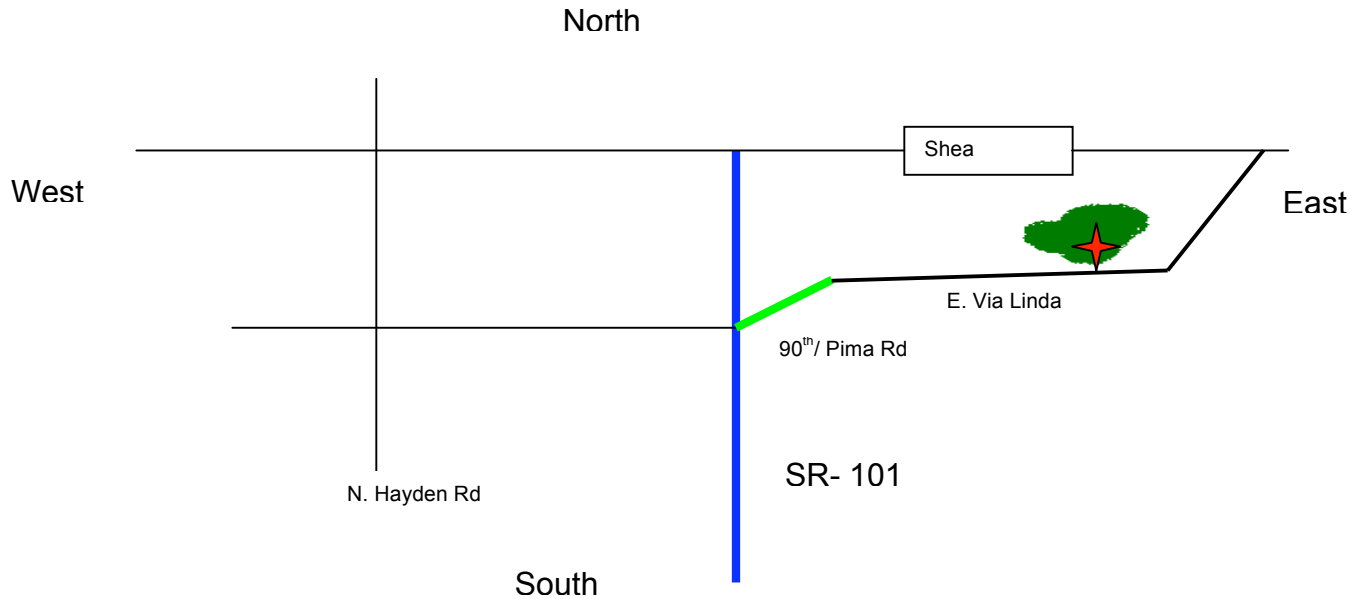 North
Shea
West
East
E. Via Linda
90th/ Pima Rd
SR- 101
N. Hayden Rd
South